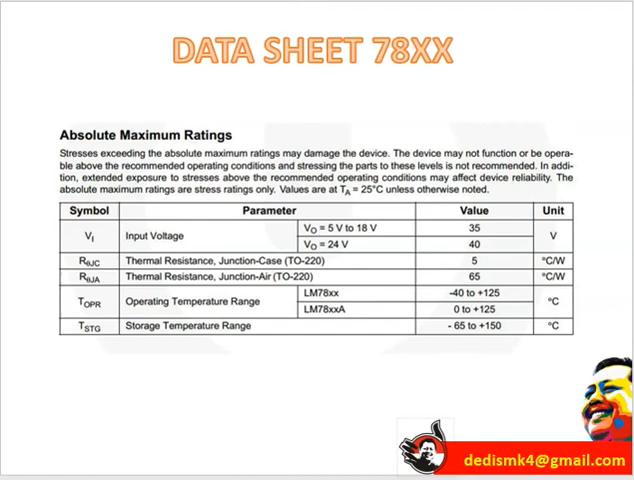 DATA SHEET 78XX
Absolute Maximum Ratings
Stresses exceeding the absolute maximum ratings may damage the device. The device may not function or be opera-
ble above the recommended operating conditions and stressing the parts to these levels is not recommended. In addi-
tion, extended exposure to stresses above the recommended operating conditions may affect device reliability. The
absolute maximum ratings are stress ratings only. Values are at TA = 25°C unless otherwise noted.
Symbol Parameter Value Unit
VI Input Voltage VO = 5 V to 18 V 35 V
VO = 24 V 40
RθJC Thermal Resistance, Junction-Case (TO-220) 5 °C/W
RθJA Thermal Resistance, Junction-Air (TO-220) 65 °C/W
TOPR Operating Temperature Range LM78xx -40 to +125 °C
LM78xxA 0 to +125
TSTG Storage Temperature Range - 65 to +150 °C
dedismk4@gmail.com